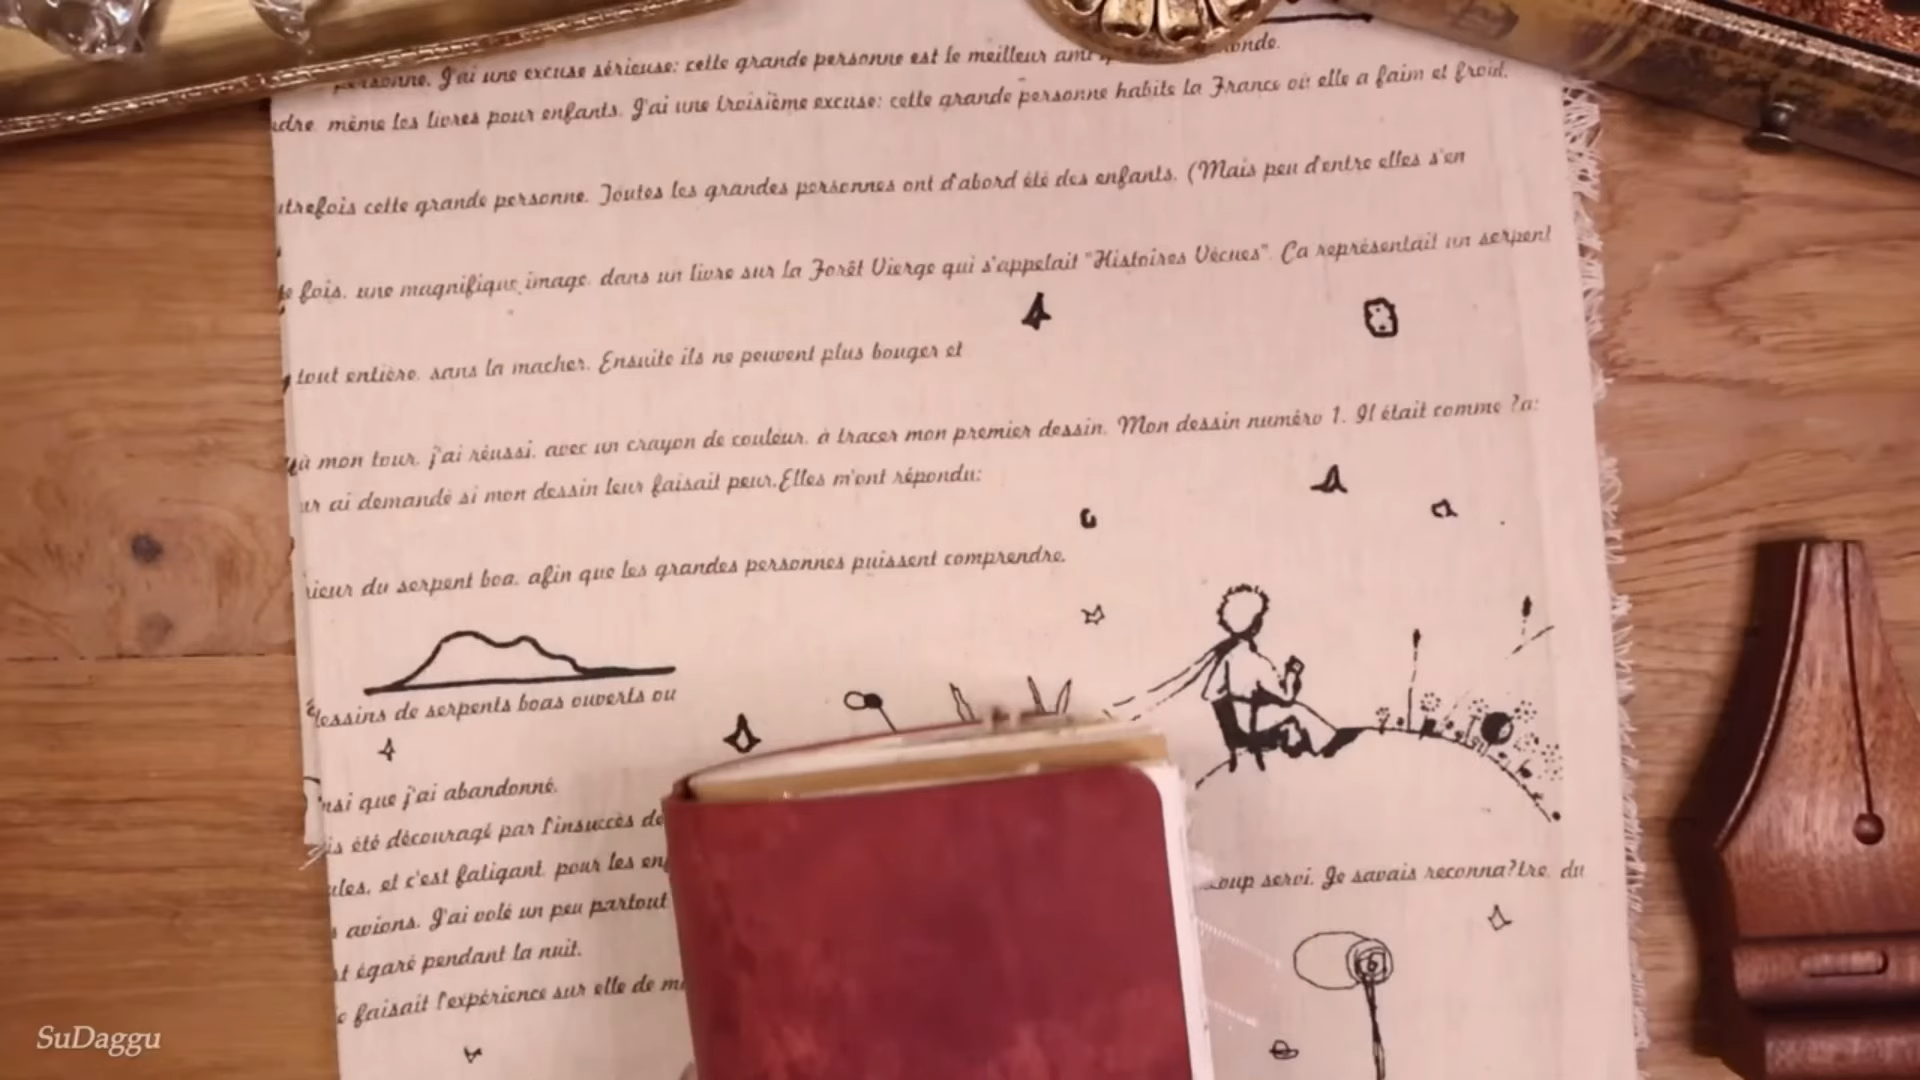 personne. J'ai une excuse sérieuse: cette grande personne est le meilleur ami
même les livres pour enfants. J'ai une troisième excuse: cette grande personne habite la France où elle a faim et froid.
cette grande personne. Toutes les grandes personnes ont d'abord été des enfants. (Mais peu d'entre elles s'en
fois, une magnifique image, dans un livre sur la Forêt Vierge qui s'appelait "Histoires Vécues". Ca représentait un serpent
tout entière, sans la macher. Ensuite ils ne peuvent plus bouger et
à mon tour, j'ai réussi, avec un crayon de couleur, à tracer mon premier dessin. Mon dessin numéro 1. Il était comme ?a:
ai demandé si mon dessin leur faisait peur.Elles m'ont répondu:
du serpent boa, afin que les grandes personnes puissent comprendre.
dessins de serpents boas ouverts ou
que j'ai abandonné.
été découragé par l'insuccès de
et c'est fatigant, pour les
oup servi. Je savais reconna?tre, du
avions. J'ai volé un peu partout
égaré pendant la nuit.
faisait l'expérience sur elle de
SuDaggu